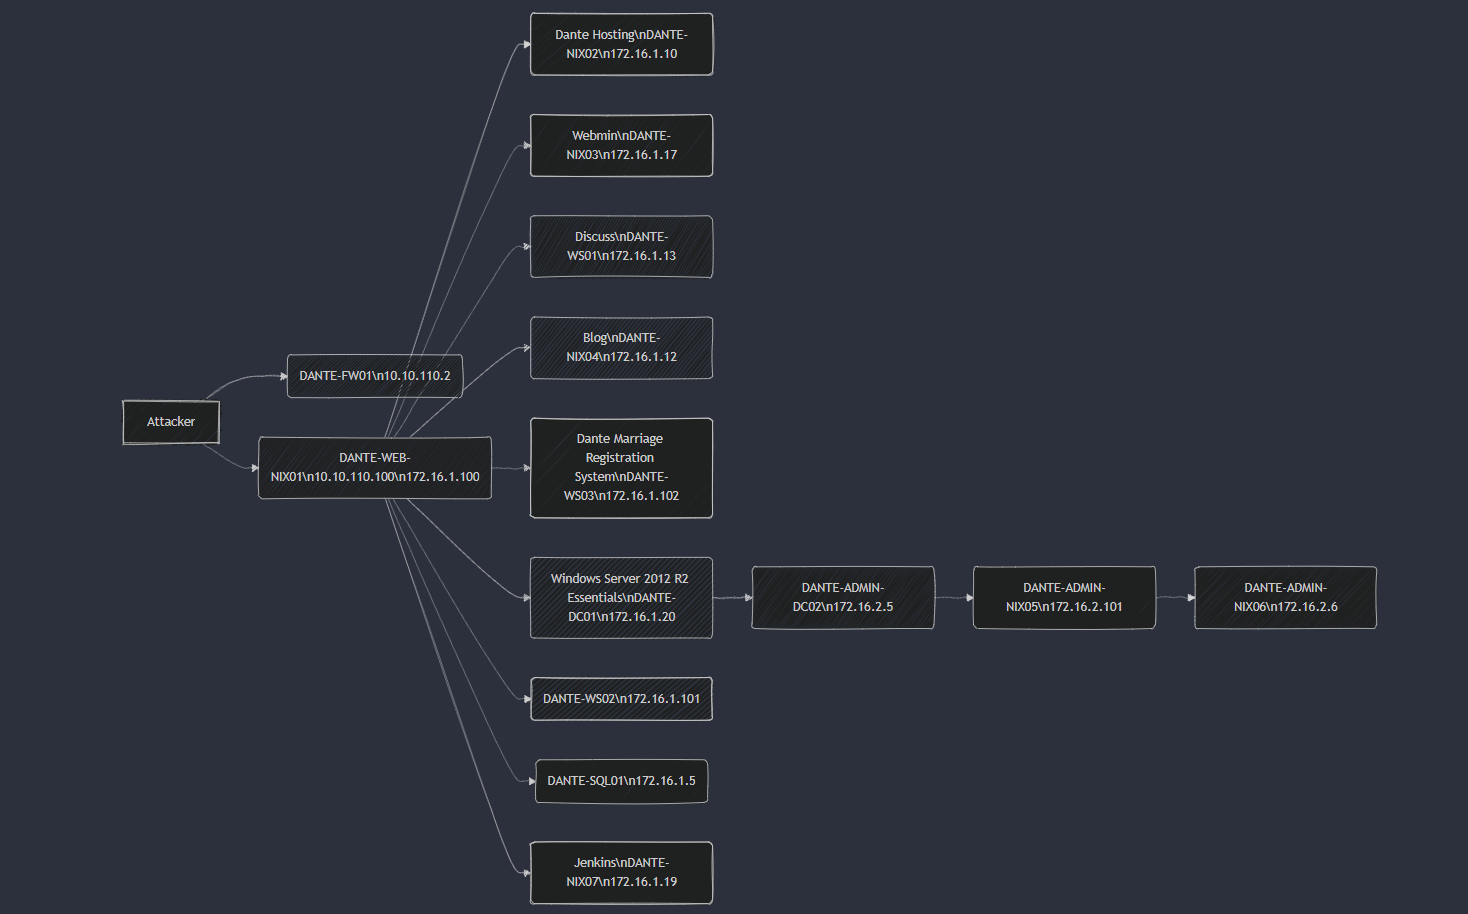 Dante Hosting\nDANTE-
NIX02\n172.16.1.10
Webmin\nDANTE-
NIX03\n172.16.1.17
Discuss\nDANTE-
WS01\n172.16.1.13
Blog\nDANTE-
NIX04\n172.16.1.12
DANTE-FW01\n10.10.110.2
Attacker
DANTE-WEB-
NIX01\n10.10.110.100\n172.16.1.100
Dante Marriage
Registration
System\nDANTE-
WS03\n172.16.1.102
Windows Server 2012 R2
Essentials\nDANTE-
DC01\n172.16.1.20
DANTE-ADMIN-
DC02\n172.16.2.5
DANTE-ADMIN-
NIX05\n172.16.2.101
DANTE-ADMIN-
NIX06\n172.16.2.6
DANTE-WS02\n172.16.1.101
DANTE-SQL01\n172.16.1.5
Jenkins\nDANTE-
NIX07\n172.16.1.19